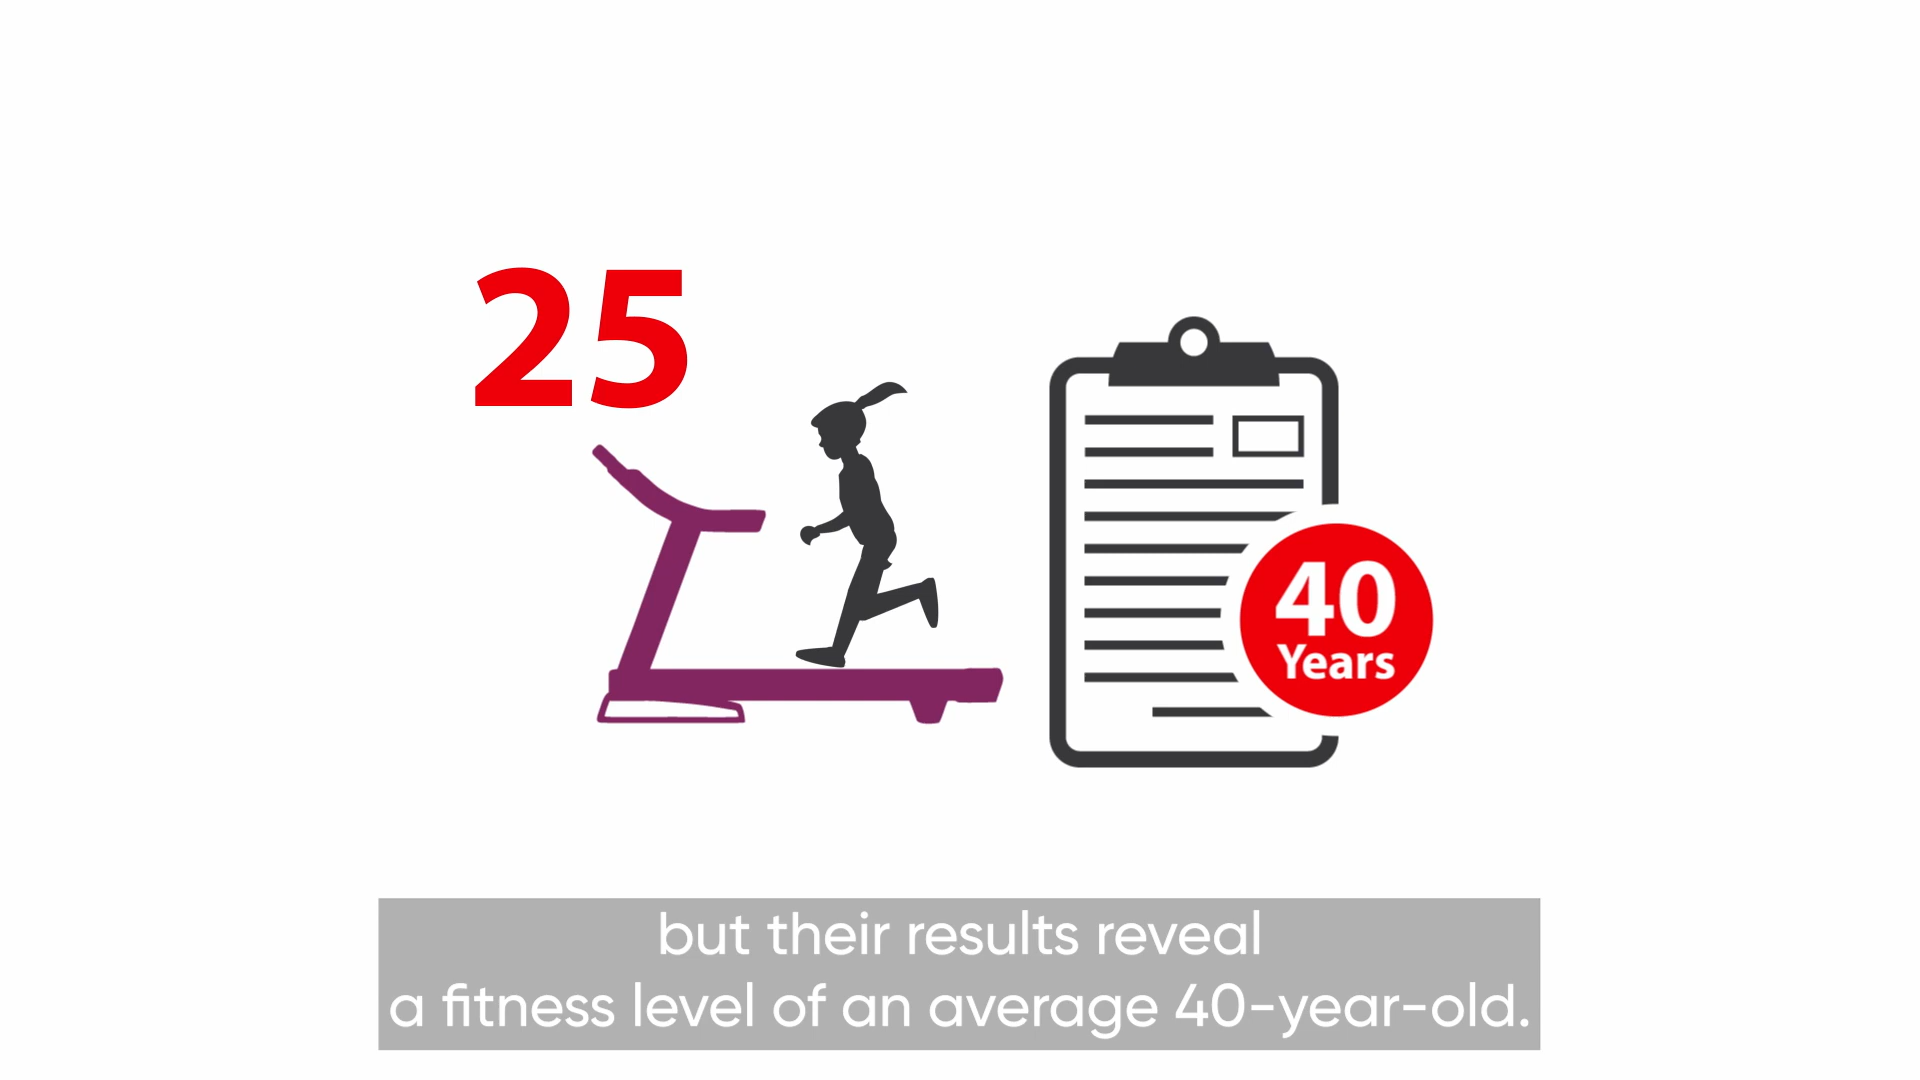 25
40
Years
but their results reveal
a fitness level of an average 40-year-old.